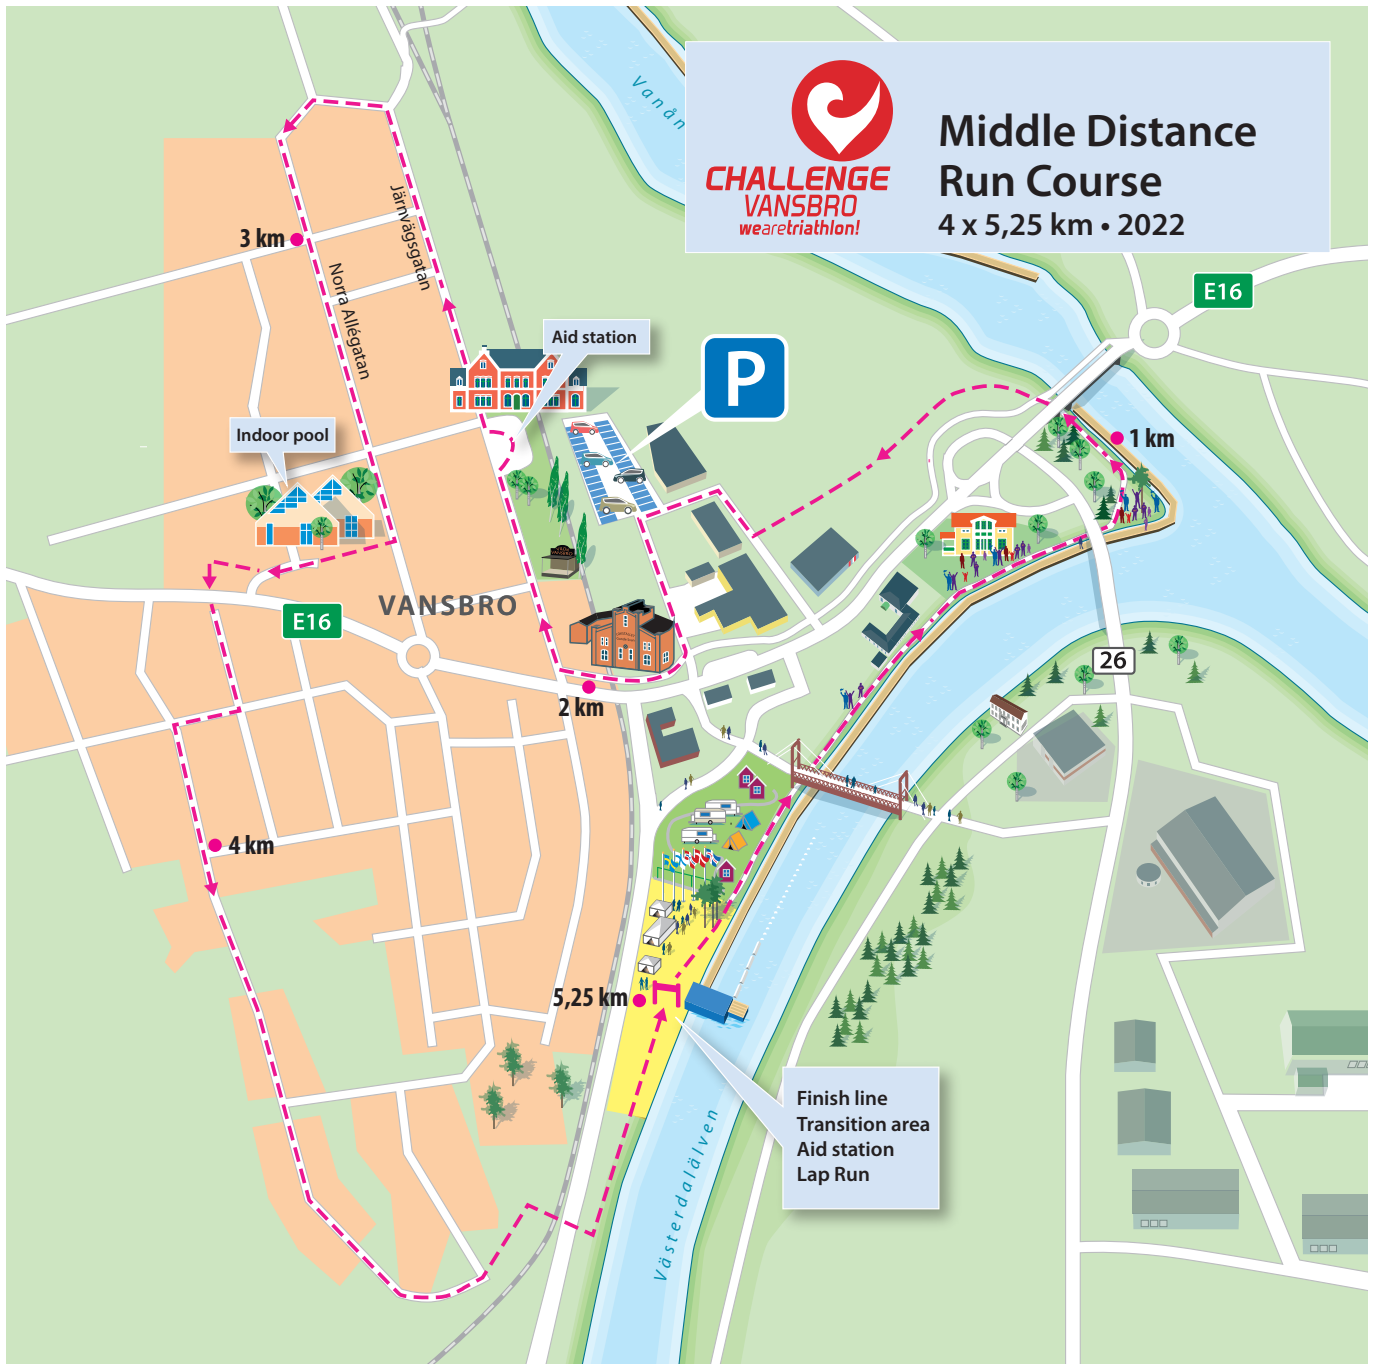 Vanån
CHALLENGE
VANSBRO
wearetriathlon!
Middle Distance
Run Course
4 x 5,25 km • 2022
E16
3 km
Järnvägsgatan
Norra Allégatan
Aid station
P
Indoor pool
1 km
VANSBRO
E16
26
2 km
4 km
5,25 km
Finish line
Transition area
Aid station
Lap Run
Västerdalälven